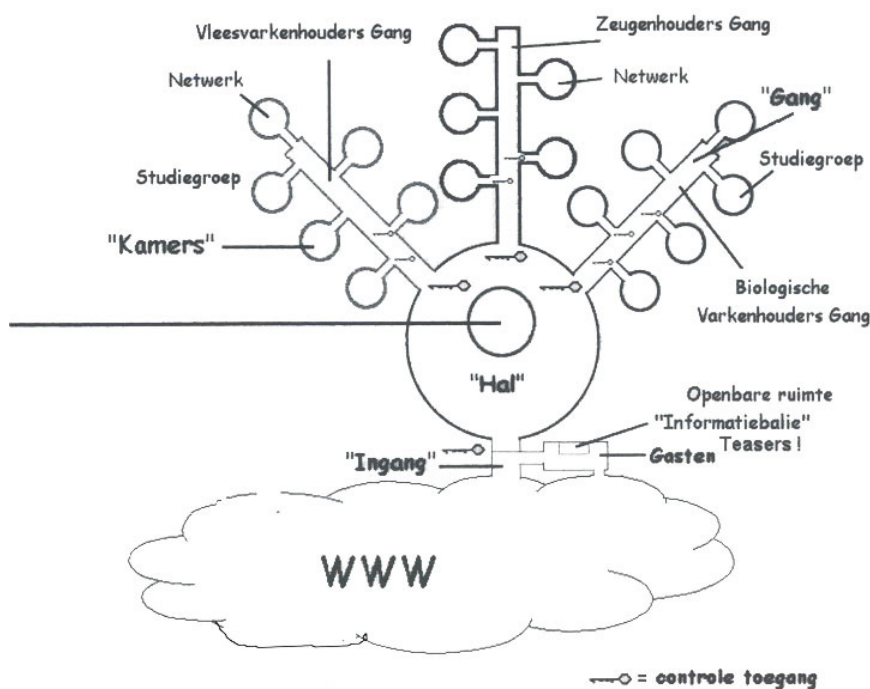 Vleesvarkenhouders Gang
Zeugenhouders Gang
Netwerk
Netwerk
"Gang"
Studiegroep
Studiegroep
"Kamers"
Biologische
Varkenhouders Gang
"Hal"
Openbare ruimte
"Informatiebalie"
Teasers!
"Ingang"
Gasten
WWW
= controle toegang